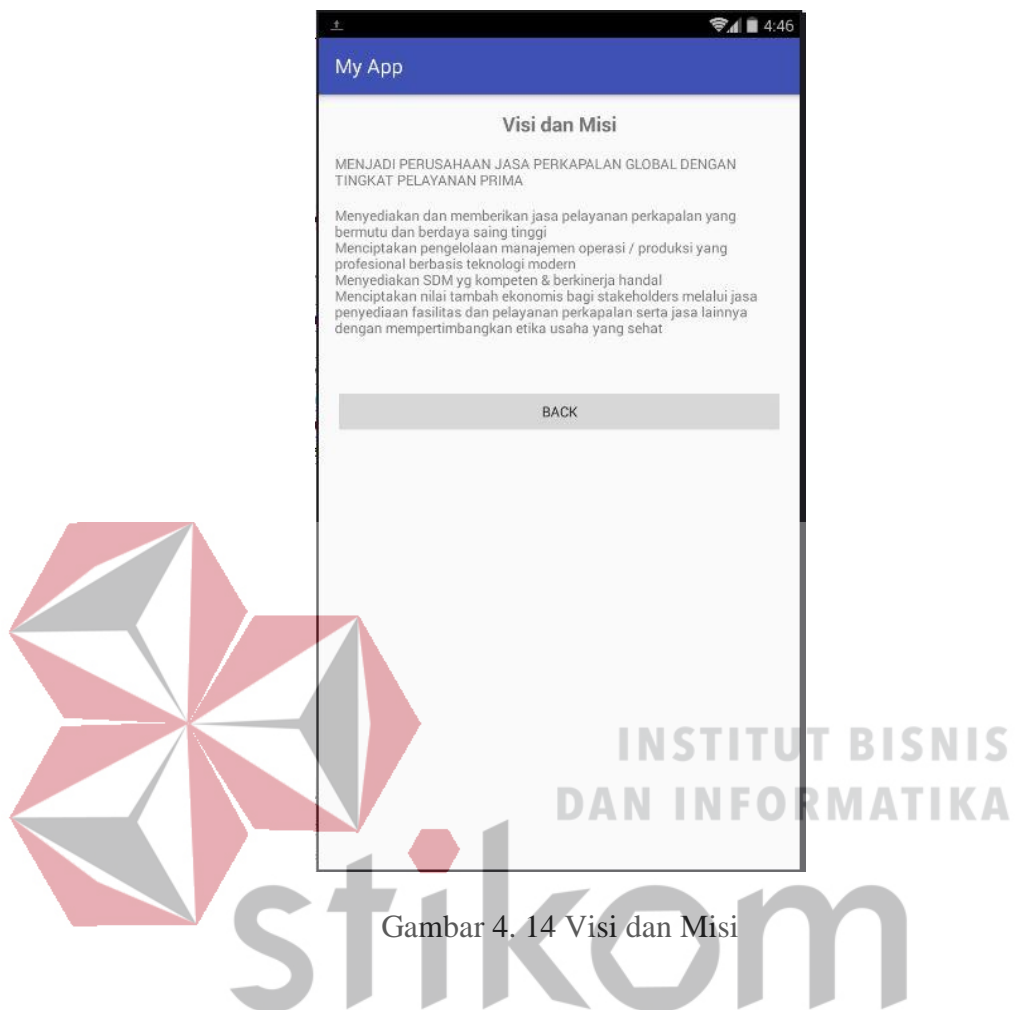 4:46
My App
Visi dan Misi
MENJADI PERUSAHAAN JASA PERKAPALAN GLOBAL DENGAN
TINGKAT PELAYANAN PRIMA
Menyediakan dan memberikan jasa pelayanan perkapalan yang
bermutu dan berdaya saing tinggi
Menciptakan pengelolaan manajemen operasi / produksi yang
profesional berbasis teknologi modern
Menyediakan SDM yg kompeten & berkinerja handal
Menciptakan nilai tambah ekonomis bagi stakeholders melalui jasa
penyediaan fasilitas dan pelayanan perkapalan serta jasa lainnya
dengan mempertimbangkan etika usaha yang sehat
BACK
INSTITUT BISNIS
DAN INFORMATIKA
stikom
Gambar 4. 14 Visi dan Misi